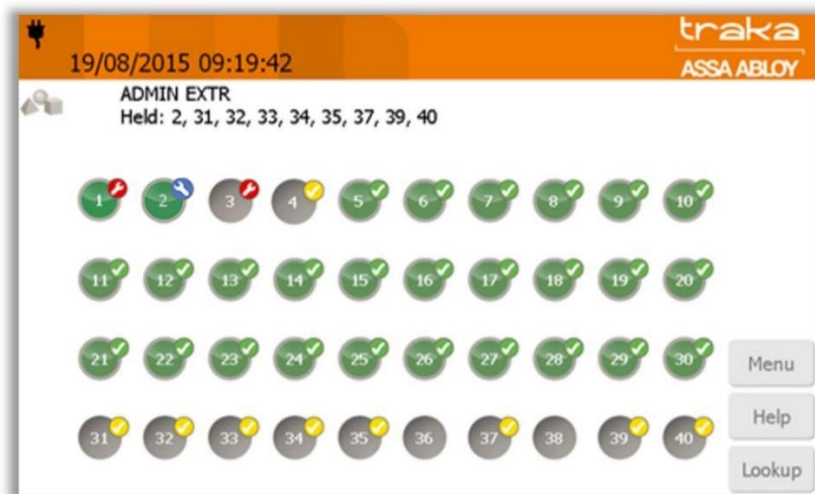 traka
19/08/2015 09:19:42
ASSA ABLOY
ADMIN EXTR
Held: 2, 31, 32, 33, 34, 35, 37, 39, 40
1 2 3 4 5 6 7 8 9 10
11 12 13 14 15 16 17 18 19 20
21 22 23 24 25 26 27 28 29 30
Menu
31 32 33 34 35 36 37 38 39 40
Help
Lookup